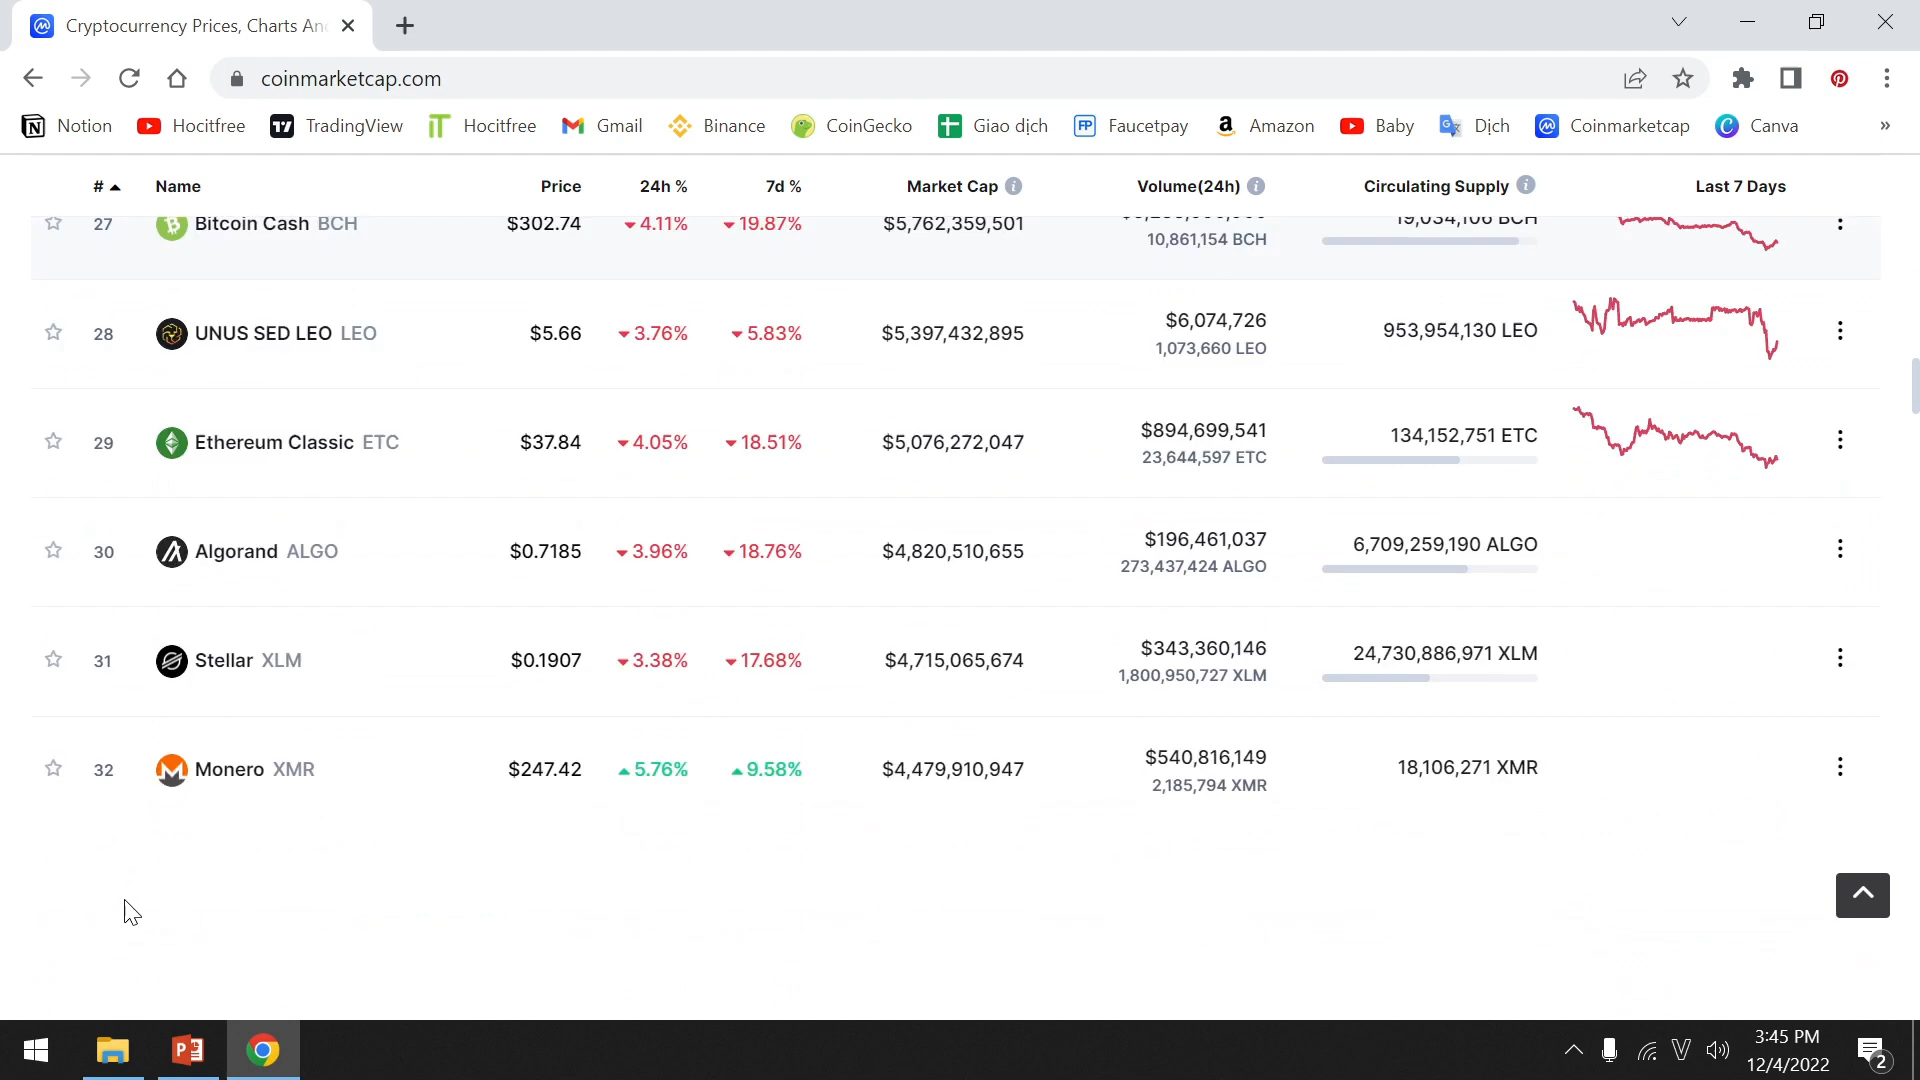 Cryptocurrency Prices, Charts An
coinmarketcap.com
Notion Hocitfree TradingView Hocitfree Gmail Binance CoinGecko Giao dịch Faucetpay Amazon Baby Dịch Coinmarketcap Canva »
# Name Price 24h % 7d % Market Cap Volume(24h) Circulating Supply Last 7 Days
27 Bitcoin Cash BCH $302.74 4.11% 19.87% $5,762,359,501 19,034,106 BCH
10,861,154 BCH
28 UNUS SED LEO LEO $5.66 3.76% 5.83% $5,397,432,895 $6,074,726 953,954,130 LEO
1,073,660 LEO
29 Ethereum Classic ETC $37.84 4.05% 18.51% $5,076,272,047 $894,699,541 134,152,751 ETC
23,644,597 ETC
30 Algorand ALGO $0.7185 3.96% 18.76% $4,820,510,655 $196,461,037 6,709,259,190 ALGO
273,437,424 ALGO
31 Stellar XLM $0.1907 3.38% 17.68% $4,715,065,674 $343,360,146 24,730,886,971 XLM
1,800,950,727 XLM
32 Monero XMR $247.42 5.76% 9.58% $4,479,910,947 $540,816,149 18,106,271 XMR
2,185,794 XMR
3:45 PM
12/4/2022
2